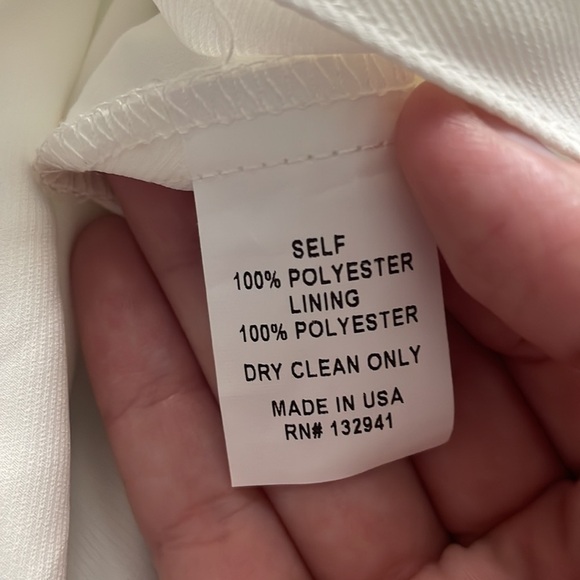 SELF
100% POLYESTER
LINING
100% POLYESTER
DRY CLEAN ONLY
MADE IN USA
RN# 132941